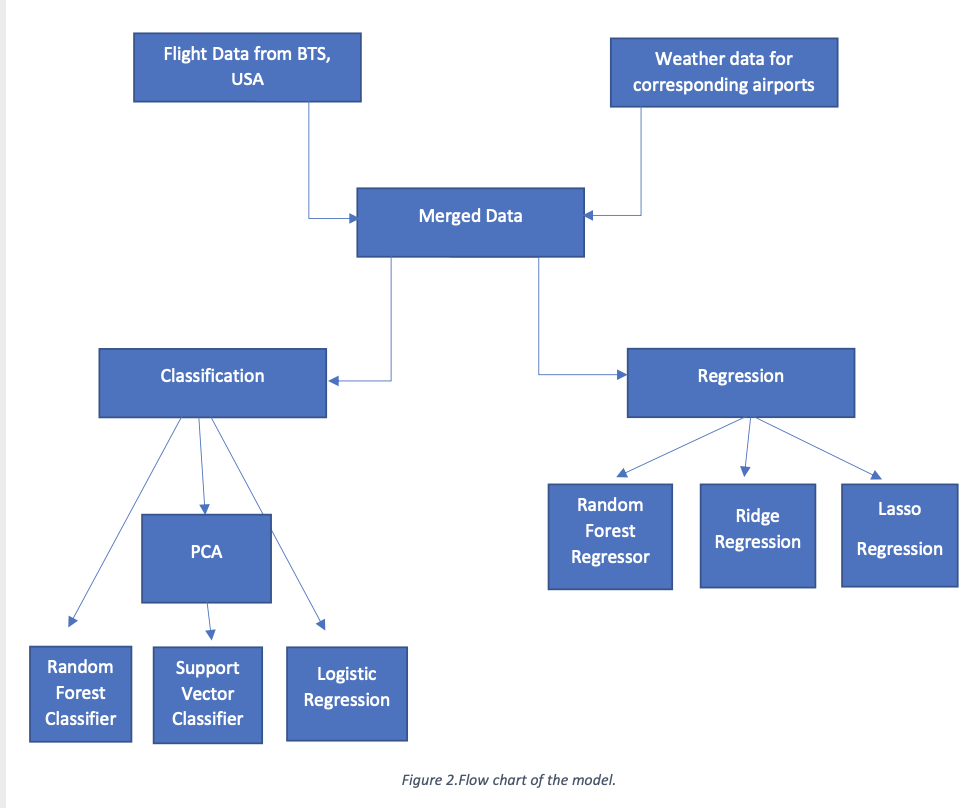 Flight Data from BTS,
USA
Weather data for
corresponding airports
Merged Data
Classification
Regression
PCA
Random
Forest
Regressor
Ridge
Regression
Lasso
Regression
Random
Forest
Classifier
Support
Vector
Classifier
Logistic
Regression
Figure 2.Flow chart of the model.